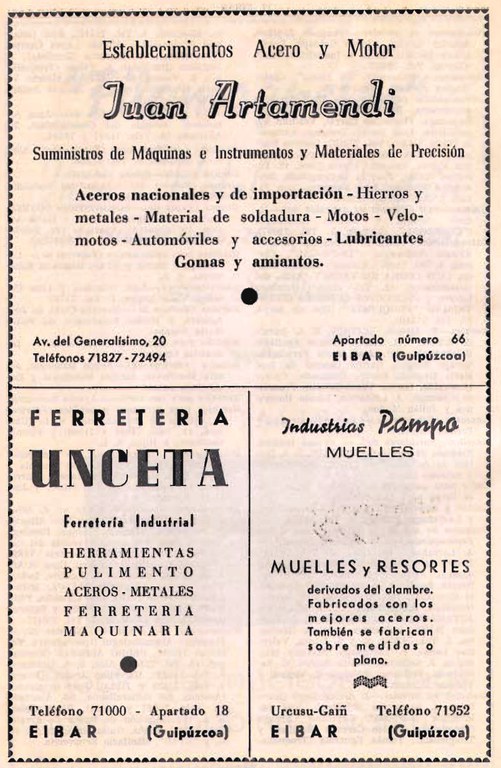 Establecimientos Acero y Motor
Juan Artamendi
Suministros de Máquinas e Instrumentos y Materiales de Precisión
Aceros nacionales y de importación - Hierros y
metales - Material de soldadura - Motos - Velo-
motos - Automóviles y accesorios - Lubricantes
Gomas y amiantos.
Av. del Generalísimo, 20
Teléfonos 71827 - 72494
Apartado número 66
EIBAR (Guipúzcoa)
FERRETERIA
UNCETA
Ferretería Industrial
HERRAMIENTAS
PULIMENTO
ACEROS - METALES
FERRETERIA
MAQUINARIA
Teléfono 71000 - Apartado 18
EIBAR (Guipúzcoa)
Industrias Pampo
MUELLES
MUELLES y RESORTES
derivados del alambre.
Fabricados con los
mejores aceros.
También se fabrican
sobre medidas o
plano.
Urcusu-Gaiñ Teléfono 71952
EIBAR (Guipúzcoa)